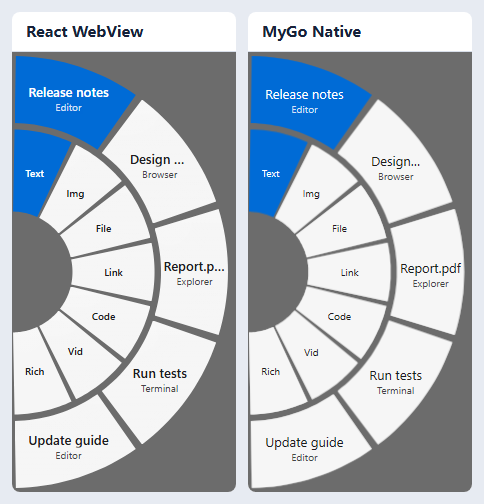 React WebView
Release notes
Editor
Design ...
Browser
Text
Img
File
Link
Code
Vid
Rich
Report.p...
Explorer
Run tests
Terminal
Update guide
Editor
MyGo Native
Release notes
Editor
Design...
Browser
Text
Img
File
Link
Code
Vid
Rich
Report.pdf
Explorer
Run tests
Terminal
Update guide
Editor